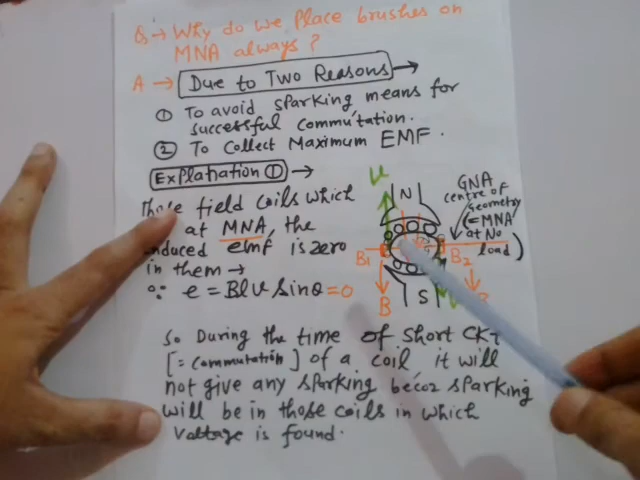 Q → Why do we Place brushes on
MNA always?
A → Due to Two Reasons →
① To avoid sparking means for
successful commutation.
② To Collect Maximum EMF.
Explation ① →
field Coils which
at MNA, the
induced emf is zero
in them →
∵ e = Blv Sinθ = 0
v
N
GNA
centre of
geometry
(= MNA
at No
load)
B1
B2
B
S
So During the time of Short CKT
[= commutation] of a coil, it will
not give any sparking becoz sparking
will be in those coils in which
Voltage is found.